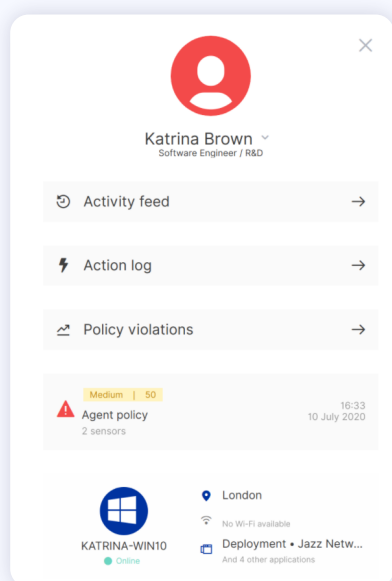 Katrina Brown
Software Engineer / R&D
Activity feed
Action log
Policy violations
Medium | 50
Agent policy
2 sensors
16:33
10 July 2020
KATRINA-WIN10
Online
London
No Wi-Fi available
Deployment • Jazz Netw...
And 4 other applications